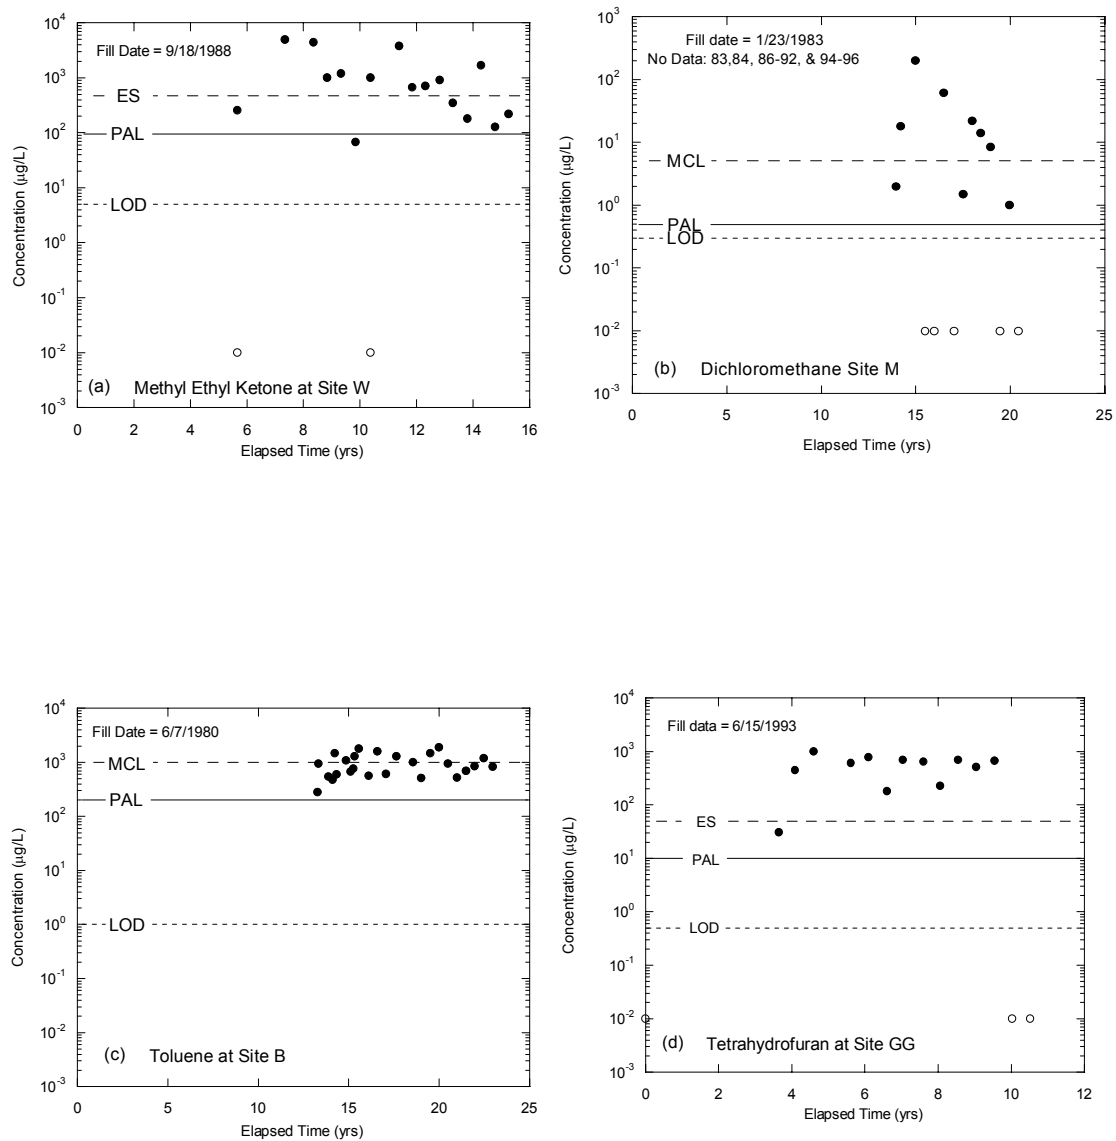 10^4
10^3
10^2
10^1
10^0
10^-1
10^-2
10^-3
Concentration (µg/L)
Fill Date = 9/18/1988
ES
PAL
LOD
(a) Methyl Ethyl Ketone at Site W
0 2 4 6 8 10 12 14 16
Elapsed Time (yrs)
10^3
10^2
10^1
10^0
10^-1
10^-2
10^-3
Concentration (µg/L)
Fill date = 1/23/1983
No Data: 83,84, 86-92, & 94-96
MCL
PAL
LOD
(b) Dichloromethane Site M
0 5 10 15 20 25
Elapsed Time (yrs)
10^4
10^3
10^2
10^1
10^0
10^-1
10^-2
10^-3
Concentration (µg/L)
Fill Date = 6/7/1980
MCL
PAL
LOD
(c) Toluene at Site B
0 5 10 15 20 25
Elapsed Time (yrs)
10^4
10^3
10^2
10^1
10^0
10^-1
10^-2
10^-3
Concentration (µg/L)
Fill data = 6/15/1993
ES
PAL
LOD
(d) Tetrahydrofuran at Site GG
0 2 4 6 8 10 12
Elapsed Time (yrs)